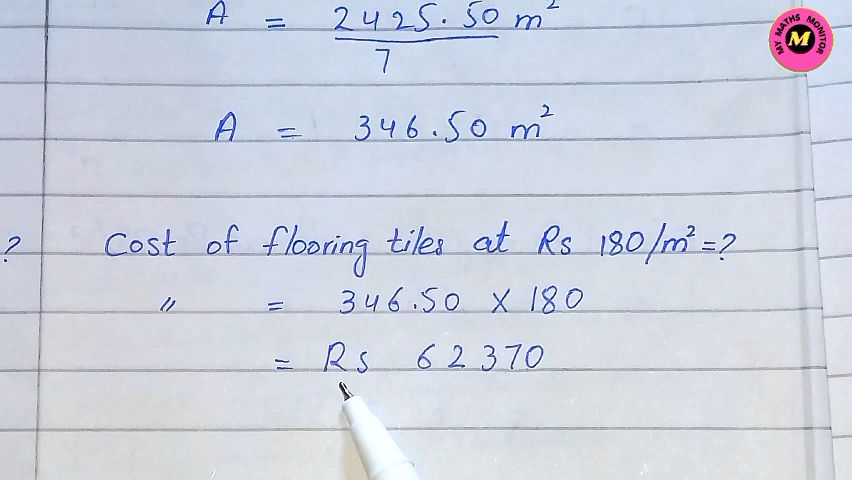 A = 2425.50 m²
7
MY MATHS MONITOR
M
A = 346.50 m²
? Cost of flooring tiles at Rs 180/m² = ?
〃 = 346.50 × 180
= Rs 62370